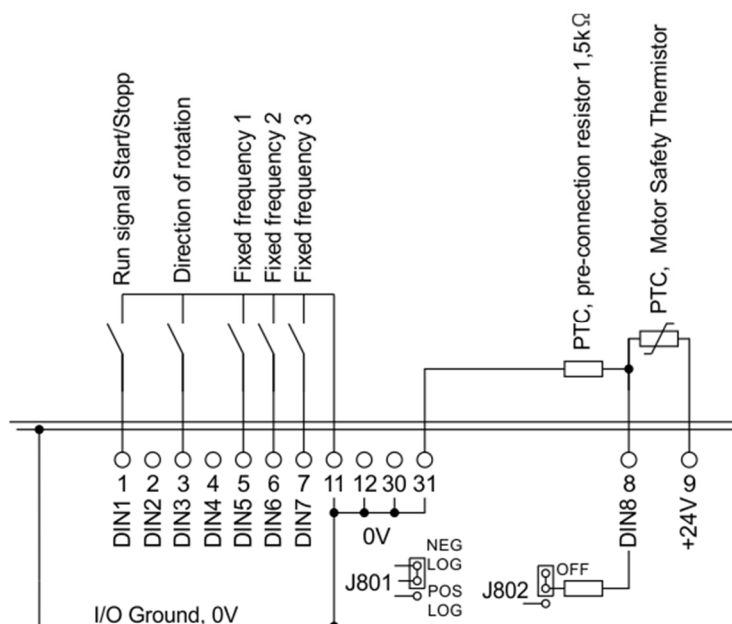 Run signal Start/Stopp
Direction of rotation
Fixed frequency 1
Fixed frequency 2
Fixed frequency 3
PTC, pre-connection resistor 1,5kΩ
PTC, Motor Safety Thermistor
1 2 3 4 5 6 7 11 12 30 31 8 9
DIN1
DIN2
DIN3
DIN4
DIN5
DIN6
DIN7
0V
DIN8
+24V
NEG
LOG
J801
POS
LOG
J802
OFF
I/O Ground, 0V